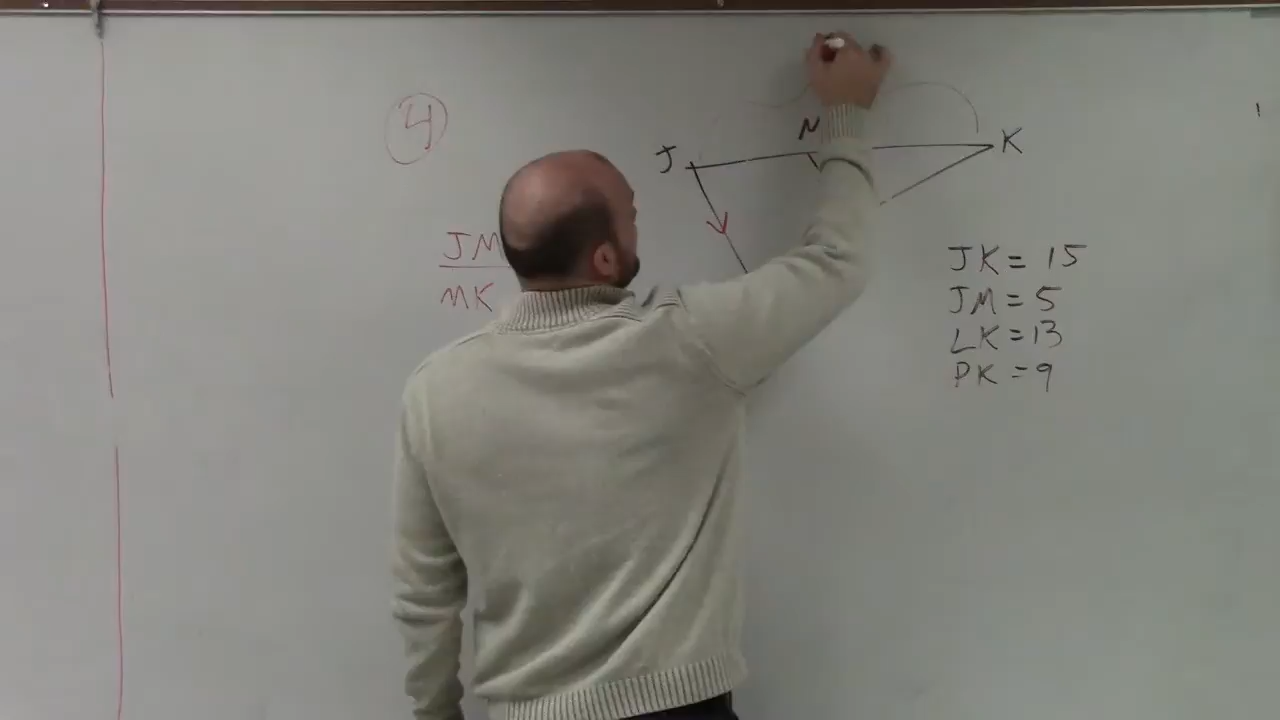 4
J
M
K
JM
MK
JK = 15
JM = 5
LK = 13
PK = 9